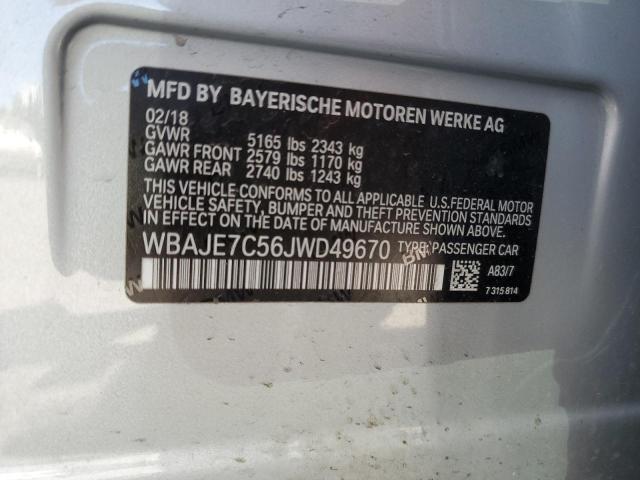 MFD BY BAYERISCHE MOTOREN WERKE AG
02/18
GVWR 5165 lbs 2343 kg
GAWR FRONT 2579 lbs 1170 kg
GAWR REAR 2740 lbs 1243 kg
THIS VEHICLE CONFORMS TO ALL APPLICABLE U.S.FEDERAL MOTOR
VEHICLE SAFETY, BUMPER AND THEFT PREVENTION STANDARDS
IN EFFECT ON THE DATE OF MANUFACTURE SHOWN ABOVE.
WBAJE7C56JWD49670 TYPE: PASSENGER CAR
A83/7
7 315 814